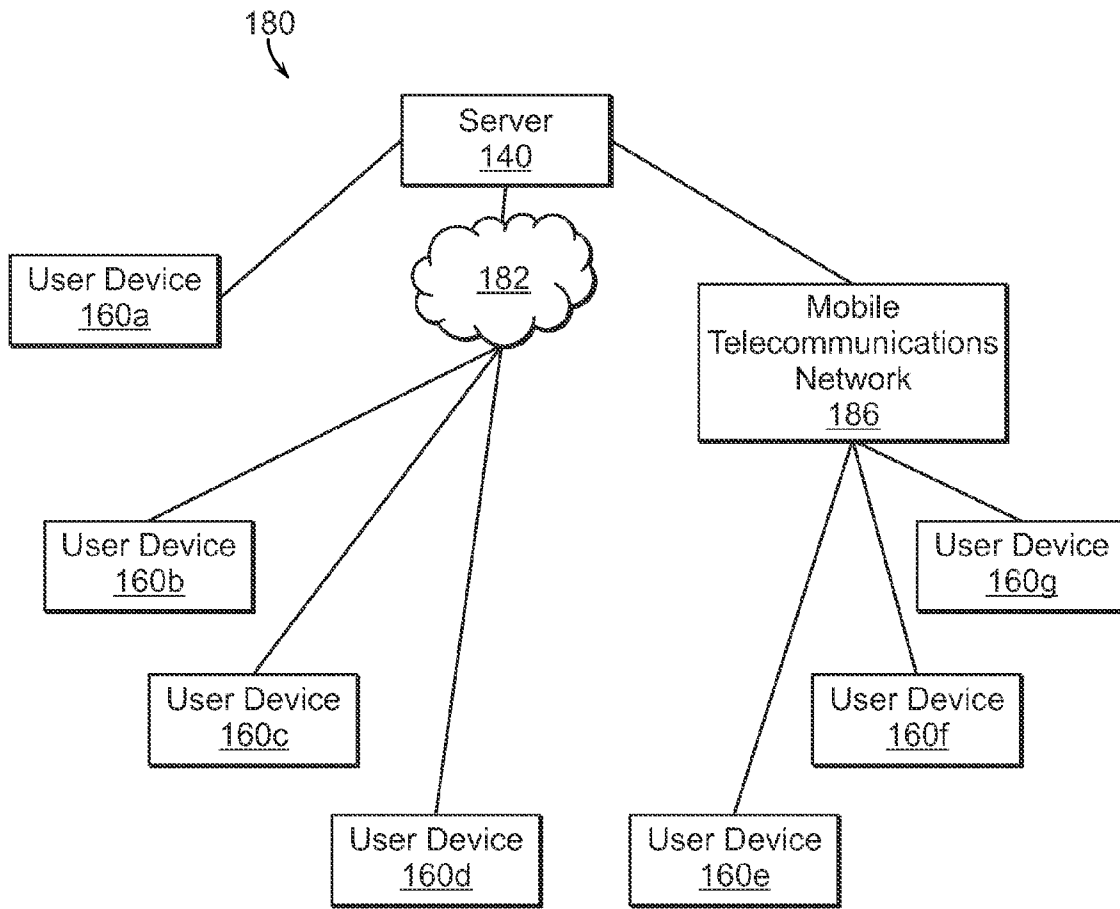 180
Server
140
User Device
160a
182
Mobile
Telecommunications
Network
186
User Device
160b
User Device
160g
User Device
160c
User Device
160f
User Device
160d
User Device
160e